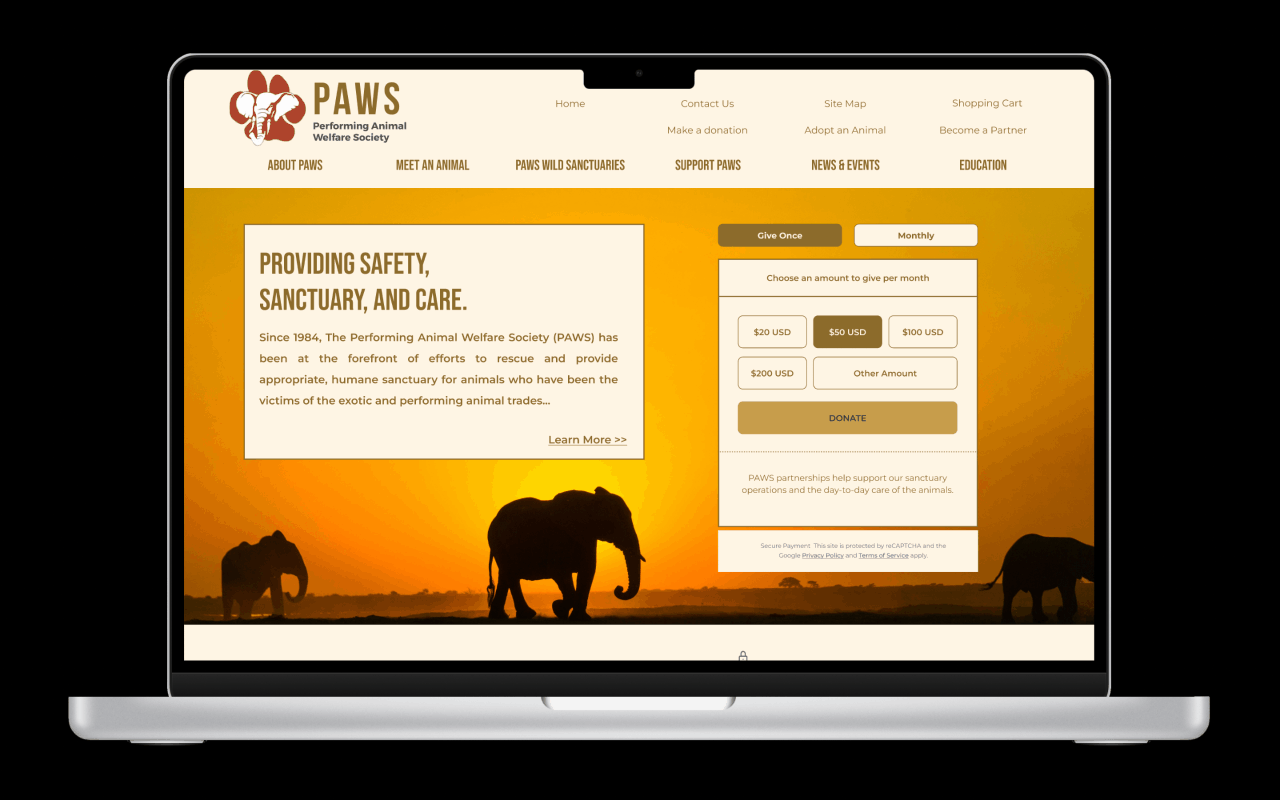 PAWS
Performing Animal
Welfare Society
Home
Contact Us
Site Map
Shopping Cart
Make a donation
Adopt an Animal
Become a Partner
ABOUT PAWS
MEET AN ANIMAL
PAWS WILD SANCTUARIES
SUPPORT PAWS
NEWS & EVENTS
EDUCATION
PROVIDING SAFETY,
SANCTUARY, AND CARE.
Since 1984, The Performing Animal Welfare Society (PAWS) has
been at the forefront of efforts to rescue and provide
appropriate, humane sanctuary for animals who have been the
victims of the exotic and performing animal trades...
Learn More >>
Give Once
Monthly
Choose an amount to give per month
$20 USD
$50 USD
$100 USD
$200 USD
Other Amount
DONATE
PAWS partnerships help support our sanctuary
operations and the day-to-day care of the animals.
Secure Payment. This site is protected by reCAPTCHA and the
Google Privacy Policy and Terms of Service apply.